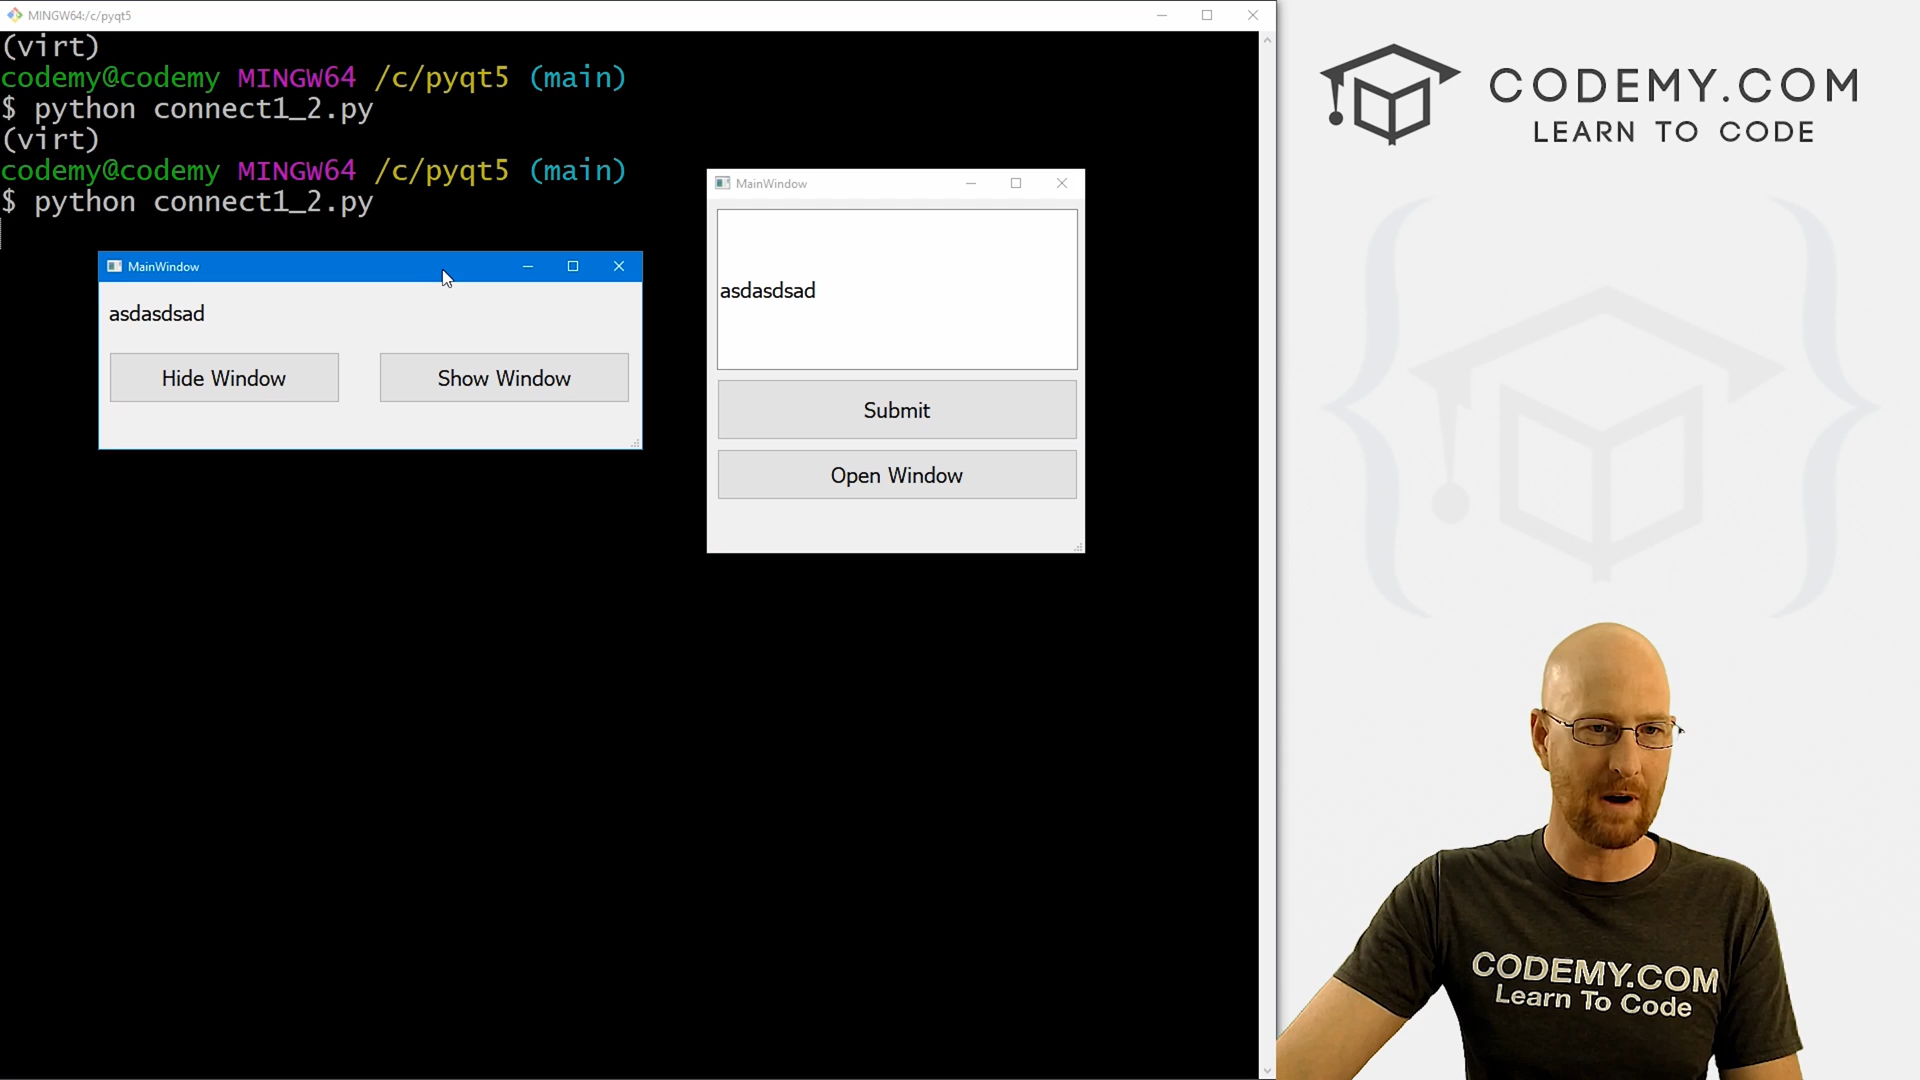 MINGW64:/c/pyqt5
(virt)
codemy@codemy MINGW64 /c/pyqt5 (main)
$ python connect1_2.py
(virt)
codemy@codemy MINGW64 /c/pyqt5 (main)
$ python connect1_2.py
MainWindow
asdasdsad
Hide Window
Show Window
MainWindow
asdasdsad
Submit
Open Window
CODEMY.COM
LEARN TO CODE
CODEMY.COM
Learn To Code